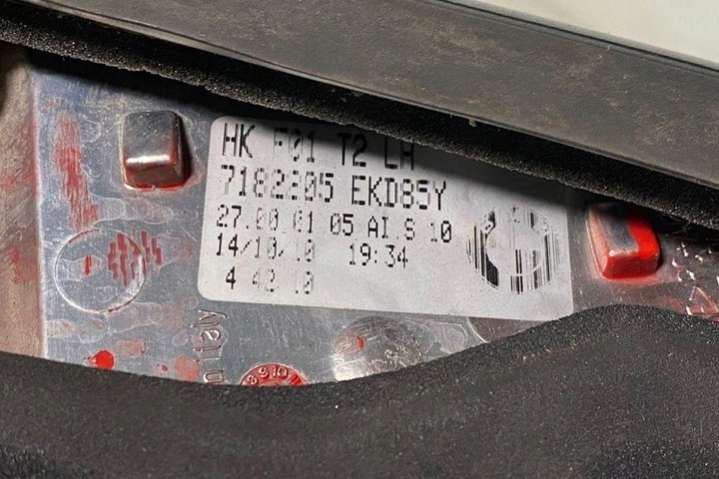 HK F01 T2 LH
7182205 EKD85Y
27.00.01 05 AI S 10
14/10/10 19:34
4 42 10
Italy